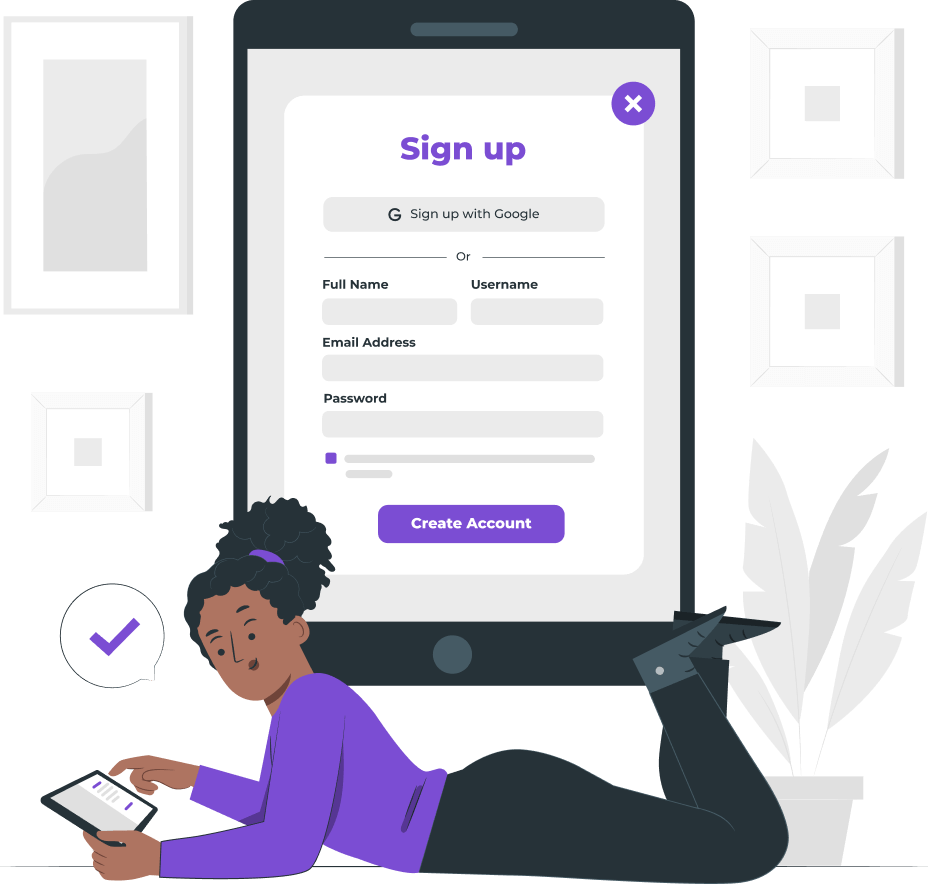 Sign up
G Sign up with Google
Or
Full Name Username
Email Address
Password
Create Account